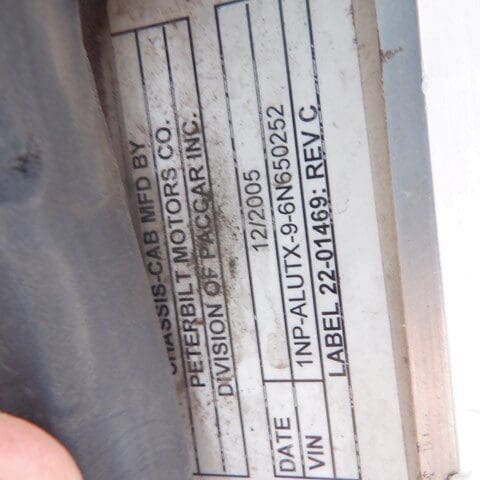 CHASSIS-CAB MFD BY
PETERBILT MOTORS CO.
DIVISION OF PACCAR INC.
DATE 12/2005
VIN 1NP-ALUTX-9-6N650252
LABEL 22-01469: REV C